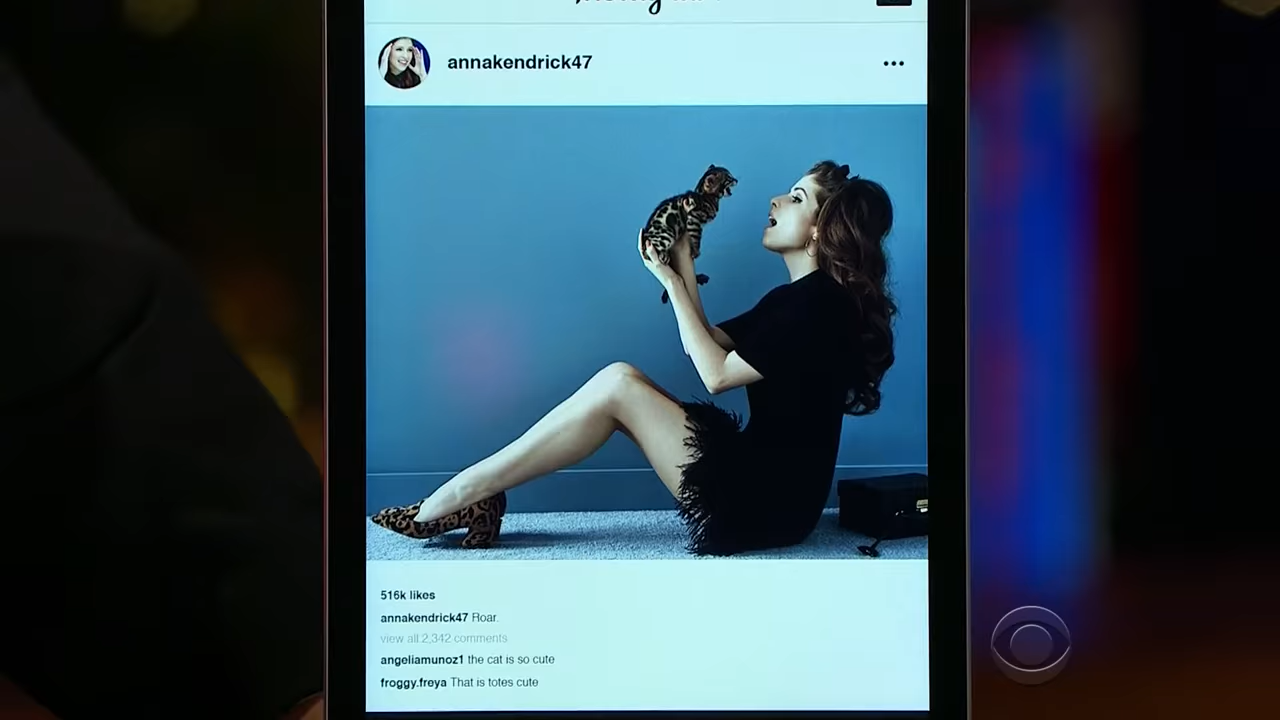 annakendrick47
516k likes
annakendrick47 Roar.
view all 2,342 comments
angeliamunoz1 the cat is so cute
froggy.freya That is totes cute